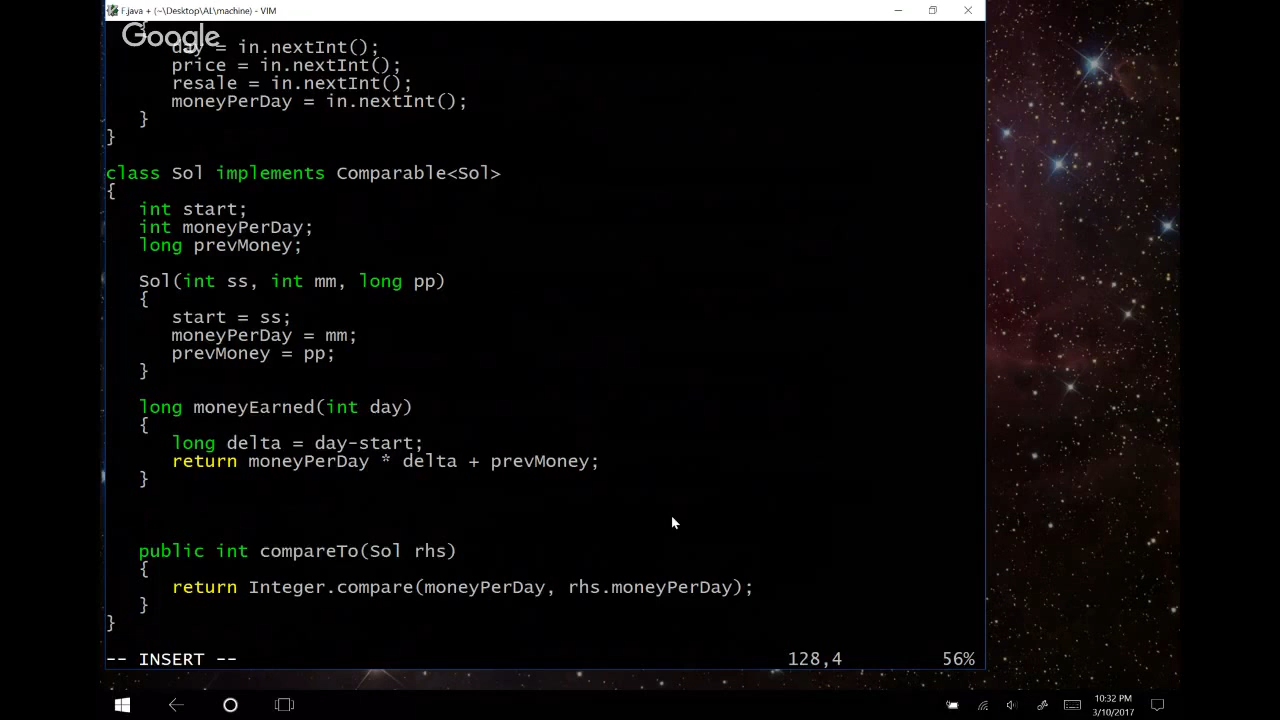 F.java + (~\Desktop\AL\machine) - VIM
Google
}
day = in.nextInt();
price = in.nextInt();
resale = in.nextInt();
moneyPerDay = in.nextInt();
}
}
class Sol implements Comparable<Sol>
{
int start;
int moneyPerDay;
long prevMoney;
Sol(int ss, int mm, long pp)
{
start = ss;
moneyPerDay = mm;
prevMoney = pp;
}
long moneyEarned(int day)
{
long delta = day-start;
return moneyPerDay * delta + prevMoney;
}
public int compareTo(Sol rhs)
{
return Integer.compare(moneyPerDay, rhs.moneyPerDay);
}
}
-- INSERT -- 128,4 56%
10:32 PM
3/10/2017